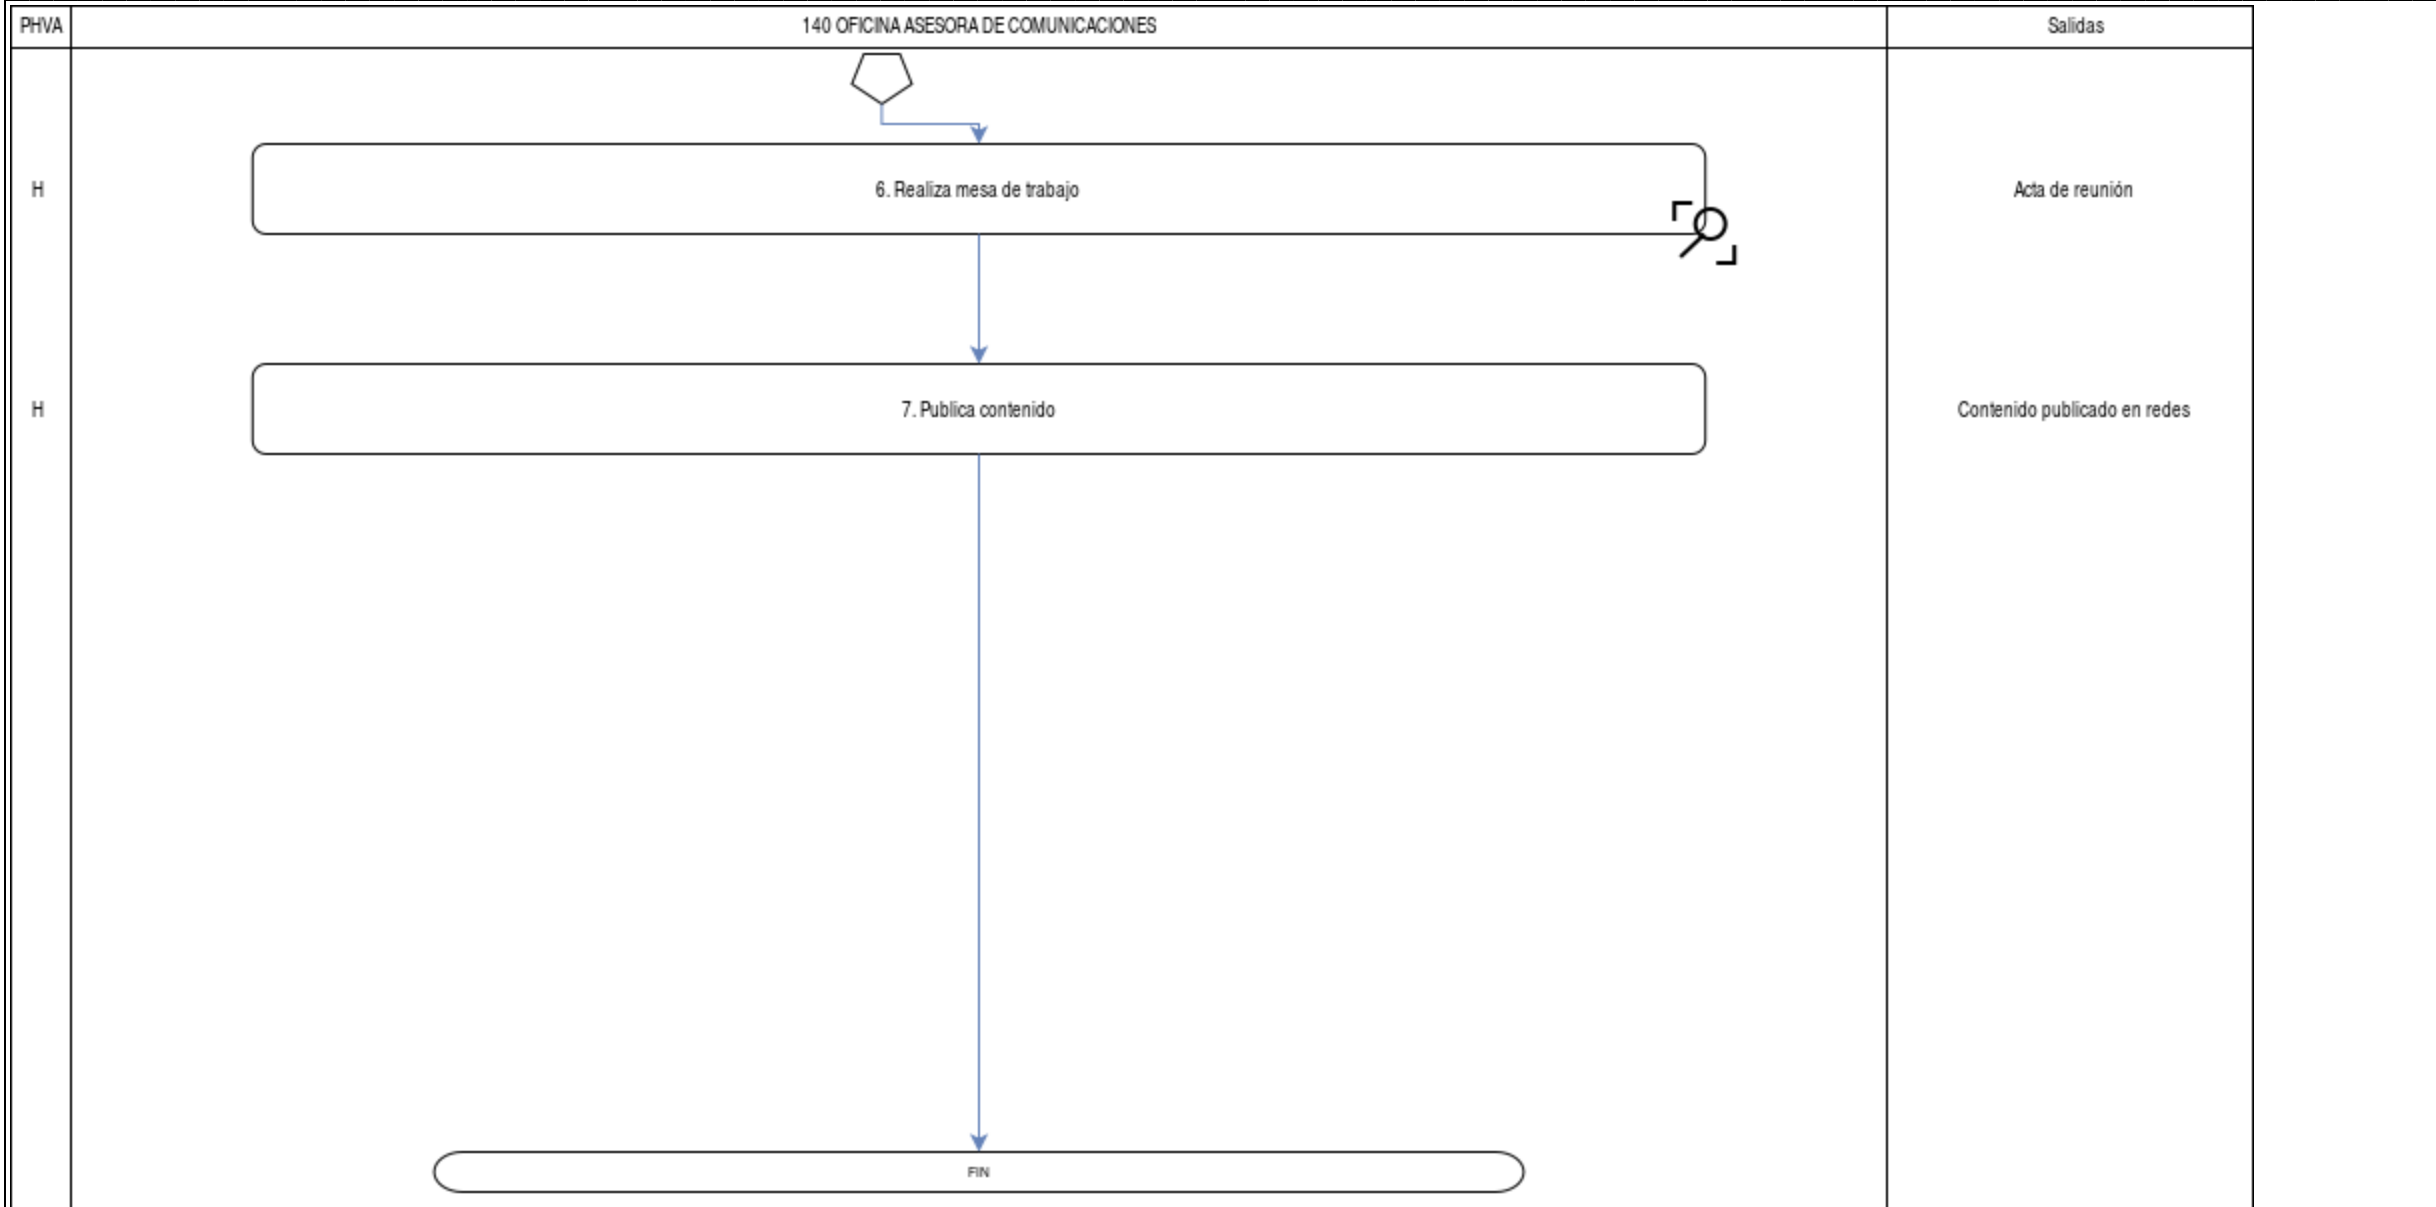 PHVA
140 OFICINA ASESORA DE COMUNICACIONES
Salidas
H
6. Realiza mesa de trabajo
Acta de reunión
H
7. Publica contenido
Contenido publicado en redes
FIN